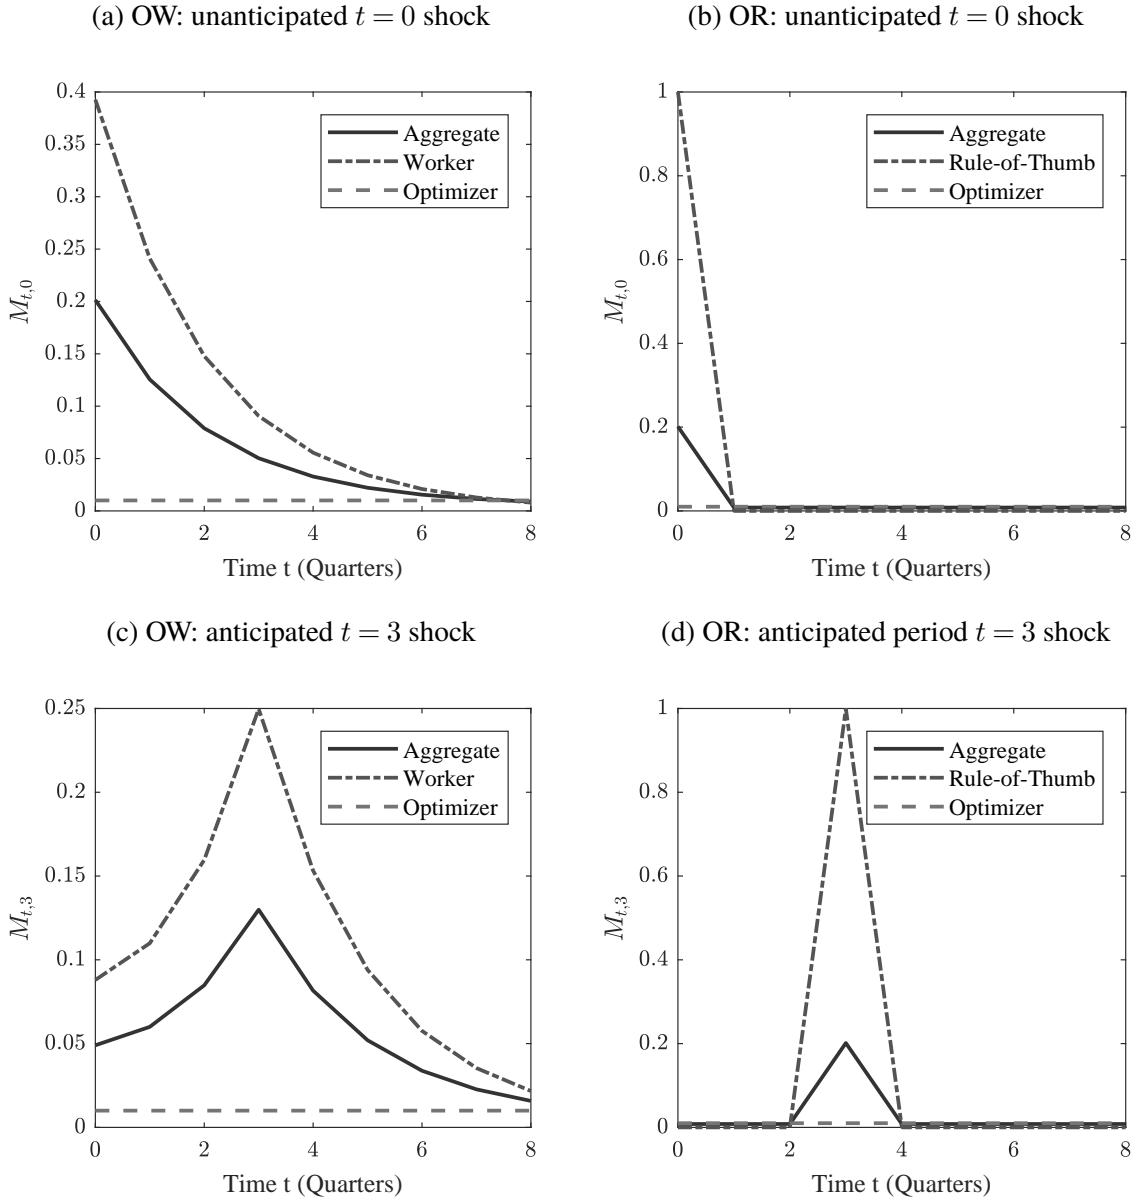 (a) OW: unanticipated t = 0 shock
0.4
0.35
0.3
0.25
0.2
0.15
0.1
0.05
0
M_{t,0}
Aggregate
Worker
Optimizer
0 2 4 6 8
Time t (Quarters)
(b) OR: unanticipated t = 0 shock
1
0.8
0.6
0.4
0.2
0
M_{t,0}
Aggregate
Rule-of-Thumb
Optimizer
0 2 4 6 8
Time t (Quarters)
(c) OW: anticipated t = 3 shock
0.25
0.2
0.15
0.1
0.05
0
M_{t,3}
Aggregate
Worker
Optimizer
0 2 4 6 8
Time t (Quarters)
(d) OR: anticipated period t = 3 shock
1
0.8
0.6
0.4
0.2
0
M_{t,3}
Aggregate
Rule-of-Thumb
Optimizer
0 2 4 6 8
Time t (Quarters)